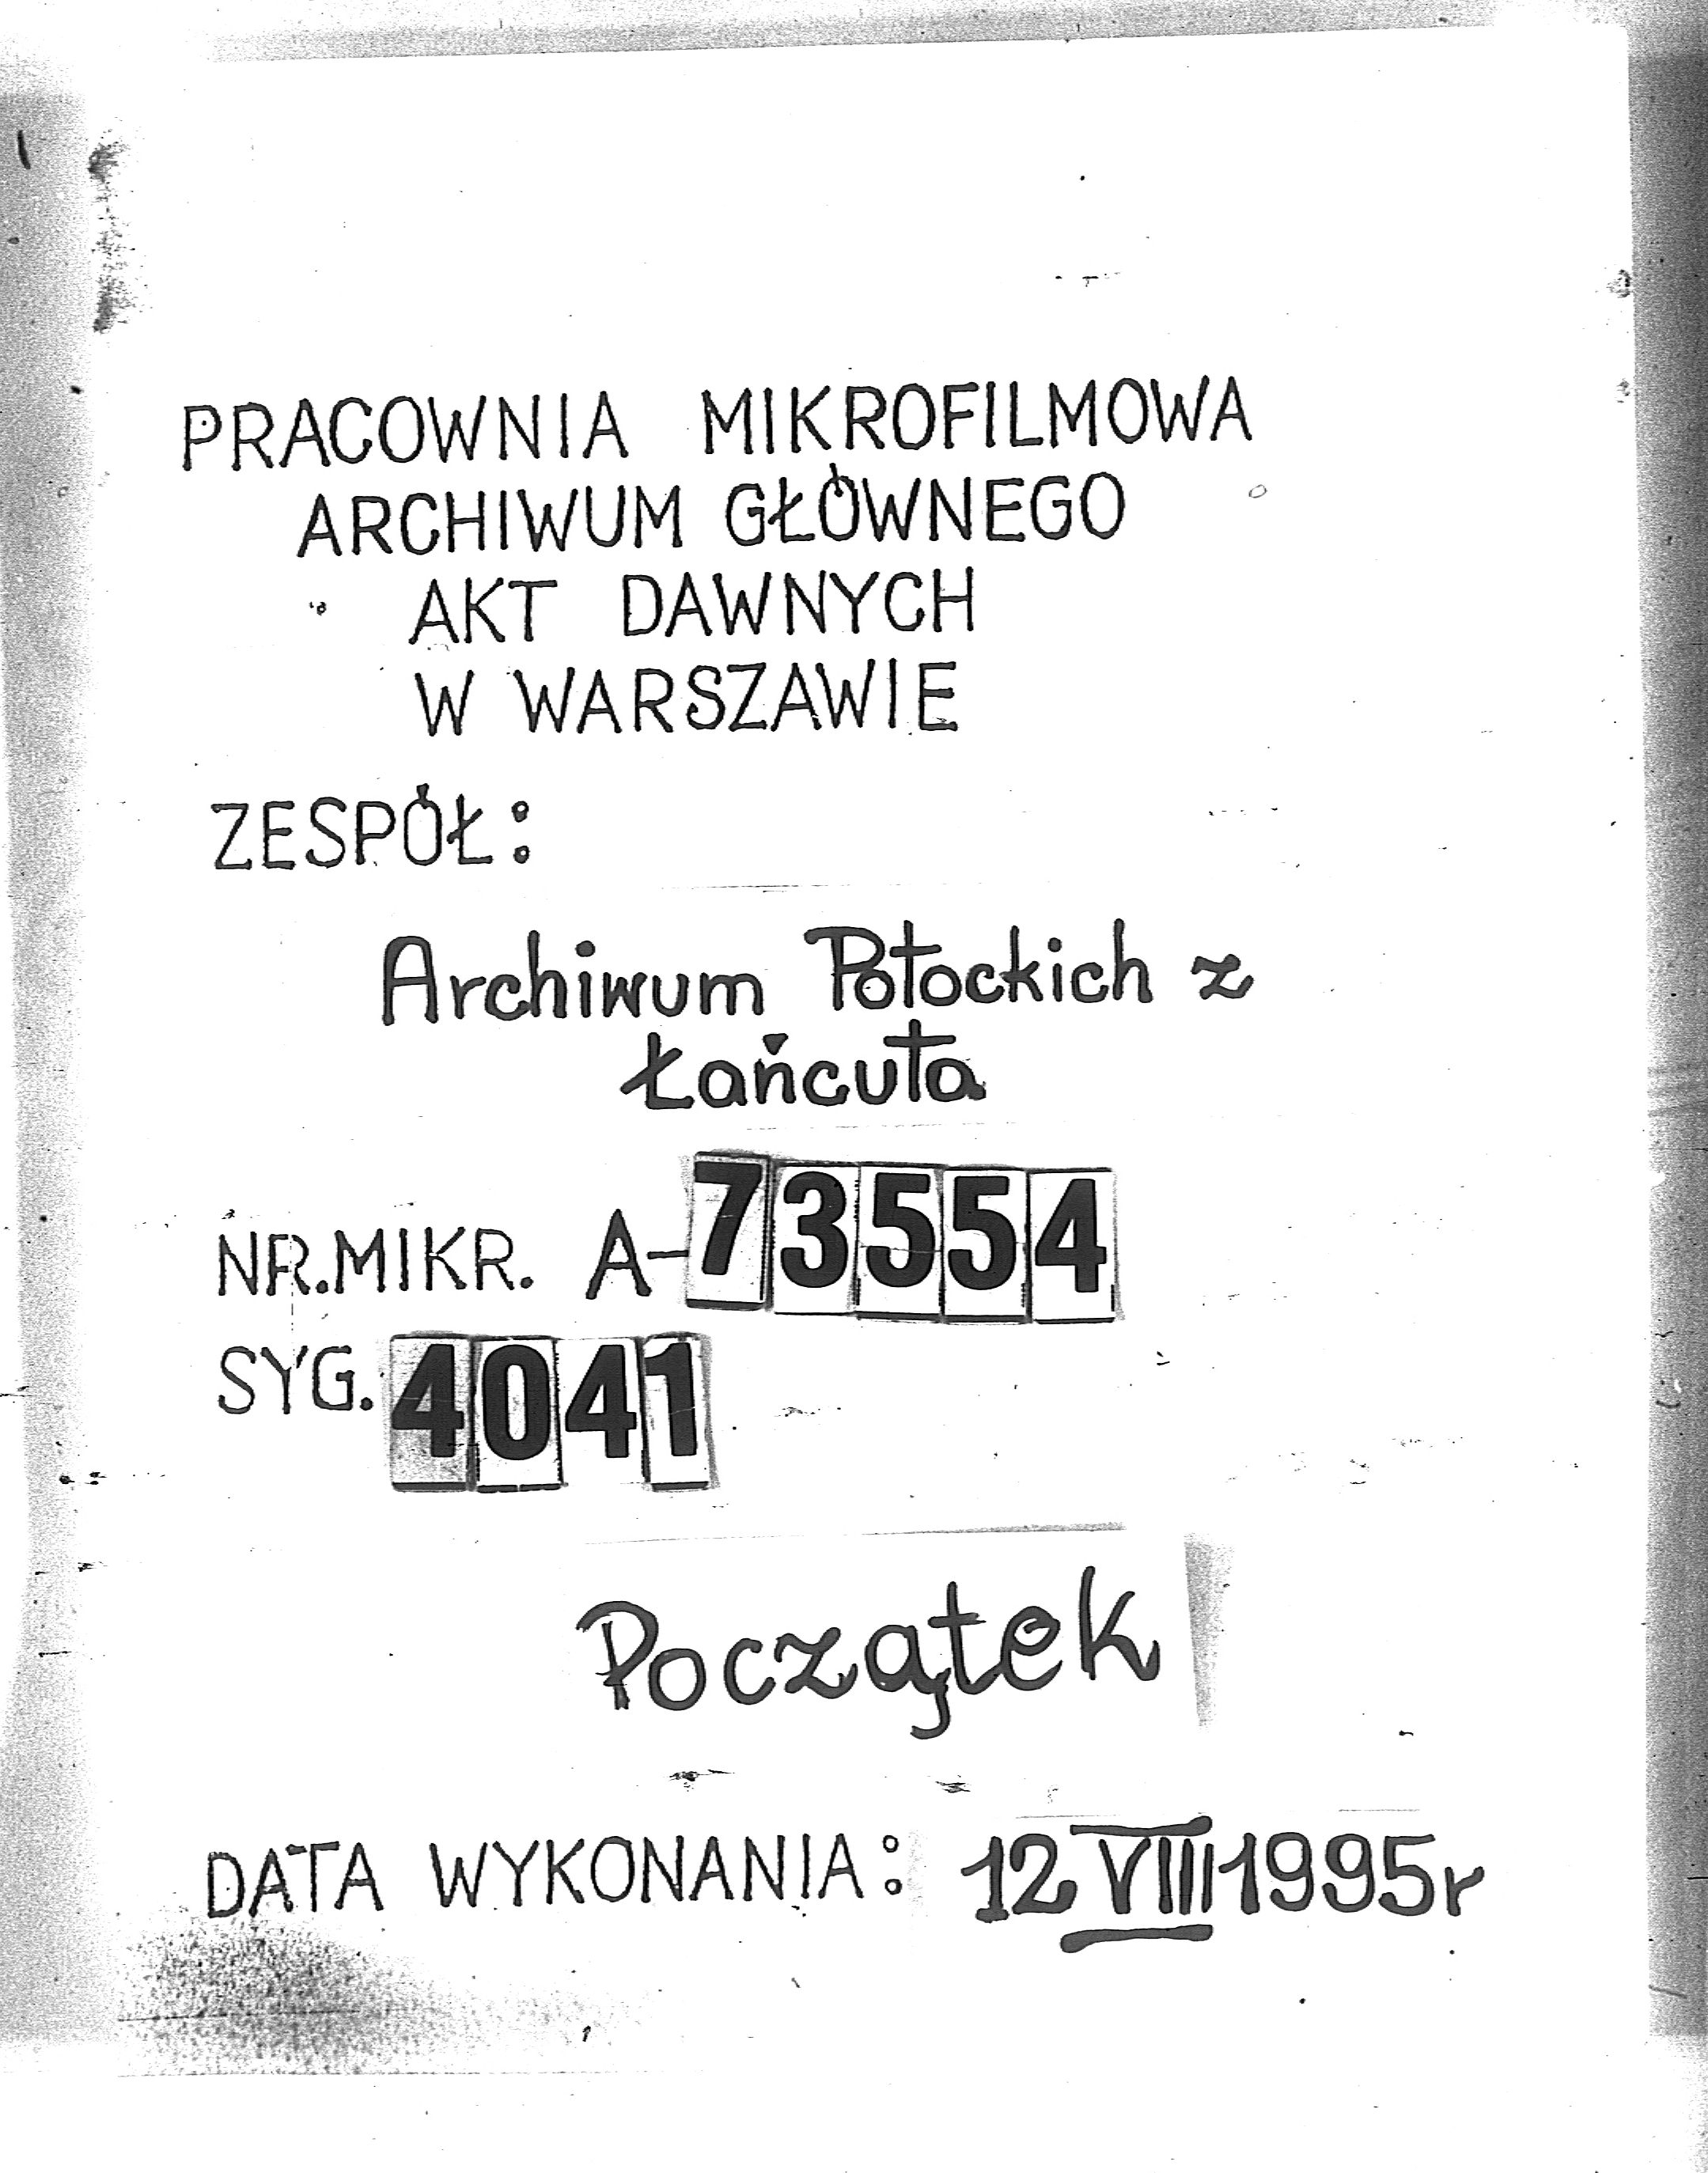 PRACOWNIA MIKROFILMOWA
ARCHIWUM GŁÓWNEGO
AKT DAWNYCH
W WARSZAWIE
ZESPÓŁ:
Archiwum Potockich z
Łańcuta
NR. MIKR. A-73554
SYG. 4041
Początek
DATA WYKONANIA: 12 VIII 1995r